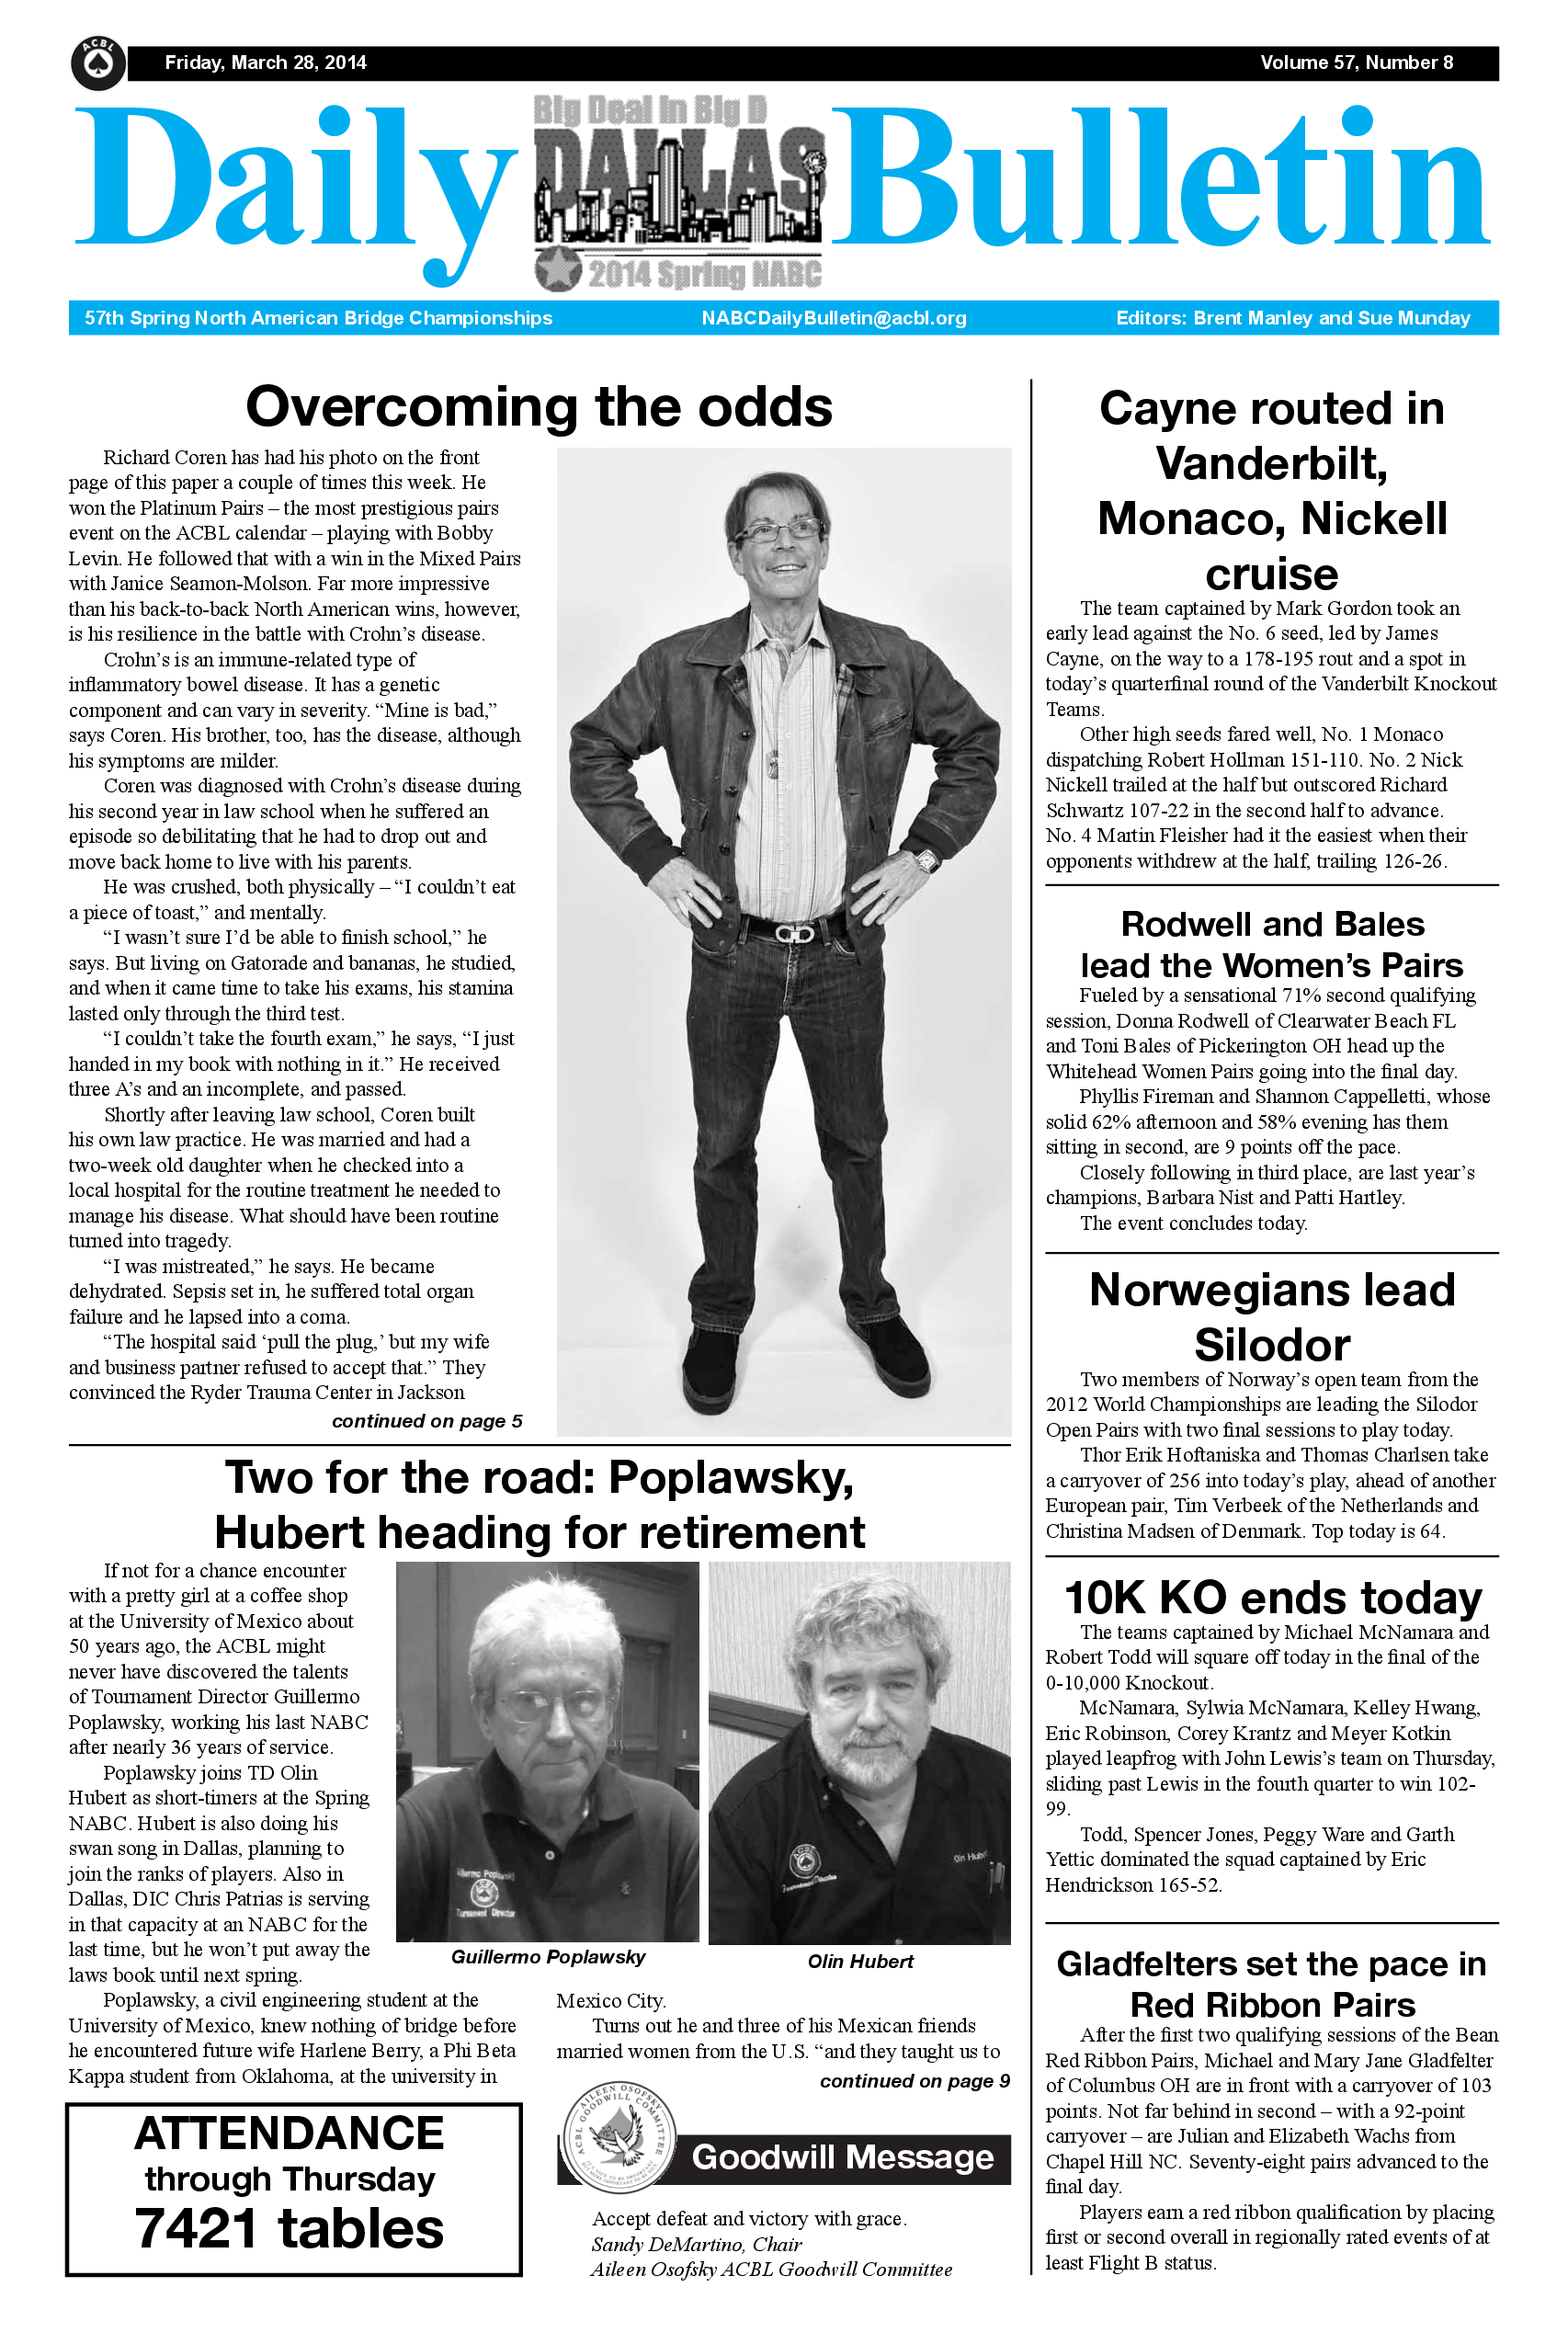 ACBL
Friday, March 28, 2014
Volume 57, Number 8
Daily
Big Deal in Big D
DALLAS
2014 Spring NABC
Bulletin
57th Spring North American Bridge Championships
NABCDailyBulletin@acbl.org
Editors: Brent Manley and Sue Munday
Overcoming the odds
Richard Coren has had his photo on the front
page of this paper a couple of times this week. He
won the Platinum Pairs – the most prestigious pairs
event on the ACBL calendar – playing with Bobby
Levin. He followed that with a win in the Mixed Pairs
with Janice Seamon-Molson. Far more impressive
than his back-to-back North American wins, however,
is his resilience in the battle with Crohn’s disease.
Crohn’s is an immune-related type of
inflammatory bowel disease. It has a genetic
component and can vary in severity. “Mine is bad,”
says Coren. His brother, too, has the disease, although
his symptoms are milder.
Coren was diagnosed with Crohn’s disease during
his second year in law school when he suffered an
episode so debilitating that he had to drop out and
move back home to live with his parents.
He was crushed, both physically – “I couldn’t eat
a piece of toast,” and mentally.
“I wasn’t sure I’d be able to finish school,” he
says. But living on Gatorade and bananas, he studied,
and when it came time to take his exams, his stamina
lasted only through the third test.
“I couldn’t take the fourth exam,” he says, “I just
handed in my book with nothing in it.” He received
three A’s and an incomplete, and passed.
Shortly after leaving law school, Coren built
his own law practice. He was married and had a
two-week old daughter when he checked into a
local hospital for the routine treatment he needed to
manage his disease. What should have been routine
turned into tragedy.
“I was mistreated,” he says. He became
dehydrated. Sepsis set in, he suffered total organ
failure and he lapsed into a coma.
“The hospital said ‘pull the plug,’ but my wife
and business partner refused to accept that.” They
convinced the Ryder Trauma Center in Jackson
continued on page 5
Two for the road: Poplawsky,
Hubert heading for retirement
If not for a chance encounter
with a pretty girl at a coffee shop
at the University of Mexico about
50 years ago, the ACBL might
never have discovered the talents
of Tournament Director Guillermo
Poplawsky, working his last NABC
after nearly 36 years of service.
Poplawsky joins TD Olin
Hubert as short-timers at the Spring
NABC. Hubert is also doing his
swan song in Dallas, planning to
join the ranks of players. Also in
Dallas, DIC Chris Patrias is serving
in that capacity at an NABC for the
last time, but he won’t put away the
laws book until next spring.
Poplawsky, a civil engineering student at the
University of Mexico, knew nothing of bridge before
he encountered future wife Harlene Berry, a Phi Beta
Kappa student from Oklahoma, at the university in
Guillermo Poplawsky
Olin Hubert
Mexico City.
Turns out he and three of his Mexican friends
married women from the U.S. “and they taught us to
continued on page 9
ATTENDANCE
through Thursday
7421 tables
AILEEN OSOFSKY
ACBL GOODWILL COMMITTEE
Goodwill Message
Accept defeat and victory with grace.
Sandy DeMartino, Chair
Aileen Osofsky ACBL Goodwill Committee
Cayne routed in
Vanderbilt,
Monaco, Nickell
cruise
The team captained by Mark Gordon took an
early lead against the No. 6 seed, led by James
Cayne, on the way to a 178-195 rout and a spot in
today’s quarterfinal round of the Vanderbilt Knockout
Teams.
Other high seeds fared well, No. 1 Monaco
dispatching Robert Hollman 151-110. No. 2 Nick
Nickell trailed at the half but outscored Richard
Schwartz 107-22 in the second half to advance.
No. 4 Martin Fleisher had it the easiest when their
opponents withdrew at the half, trailing 126-26.
Rodwell and Bales
lead the Women’s Pairs
Fueled by a sensational 71% second qualifying
session, Donna Rodwell of Clearwater Beach FL
and Toni Bales of Pickerington OH head up the
Whitehead Women Pairs going into the final day.
Phyllis Fireman and Shannon Cappelletti, whose
solid 62% afternoon and 58% evening has them
sitting in second, are 9 points off the pace.
Closely following in third place, are last year’s
champions, Barbara Nist and Patti Hartley.
The event concludes today.
Norwegians lead
Silodor
Two members of Norway’s open team from the
2012 World Championships are leading the Silodor
Open Pairs with two final sessions to play today.
Thor Erik Hoftaniska and Thomas Charlsen take
a carryover of 256 into today’s play, ahead of another
European pair, Tim Verbeek of the Netherlands and
Christina Madsen of Denmark. Top today is 64.
10K KO ends today
The teams captained by Michael McNamara and
Robert Todd will square off today in the final of the
0-10,000 Knockout.
McNamara, Sylwia McNamara, Kelley Hwang,
Eric Robinson, Corey Krantz and Meyer Kotkin
played leapfrog with John Lewis’s team on Thursday,
sliding past Lewis in the fourth quarter to win 102-
99.
Todd, Spencer Jones, Peggy Ware and Garth
Yettic dominated the squad captained by Eric
Hendrickson 165-52.
Gladfelters set the pace in
Red Ribbon Pairs
After the first two qualifying sessions of the Bean
Red Ribbon Pairs, Michael and Mary Jane Gladfelter
of Columbus OH are in front with a carryover of 103
points. Not far behind in second – with a 92-point
carryover – are Julian and Elizabeth Wachs from
Chapel Hill NC. Seventy-eight pairs advanced to the
final day.
Players earn a red ribbon qualification by placing
first or second overall in regionally rated events of at
least Flight B status.